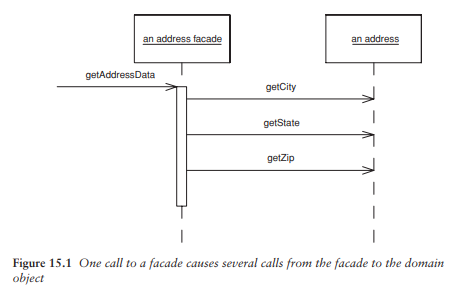 an address facade
an address
getAddressData
getCity
getState
getZip
Figure 15.1 One call to a facade causes several calls from the facade to the domain
object